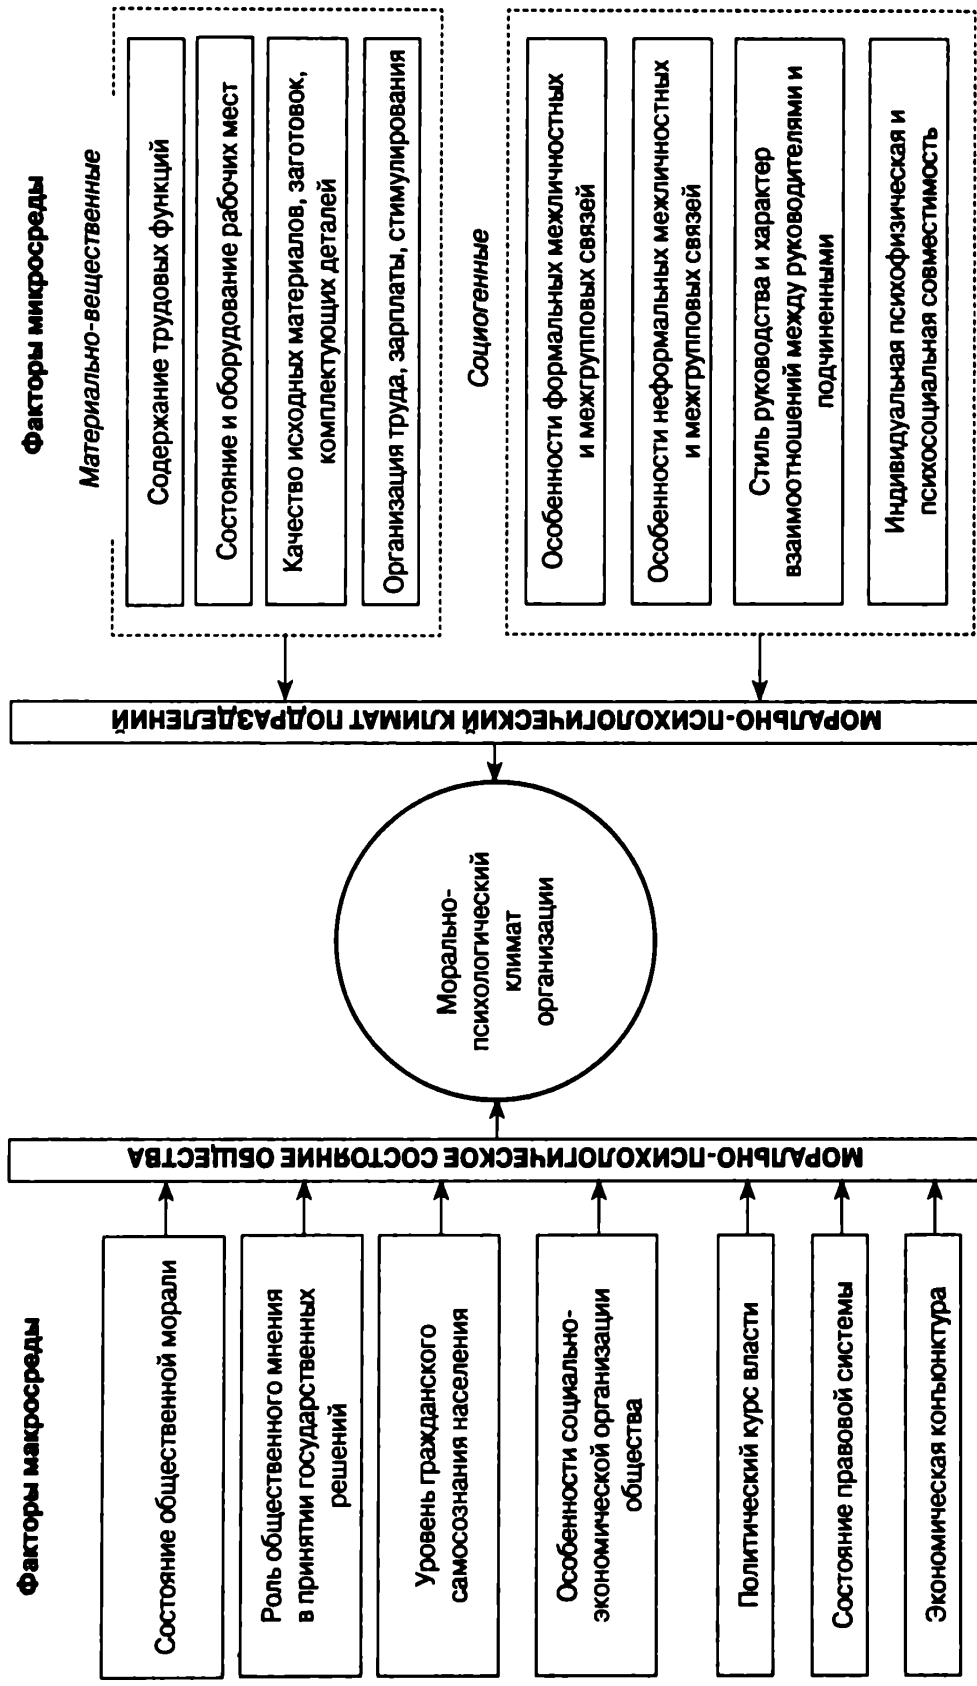 Факторы макросреды
Состояние общественной морали
Роль общественного мнения
в принятии государственных
решений
Уровень гражданского
самосознания населения
Особенности социально-
экономической организации
общества
Политический курс власти
Состояние правовой системы
Экономическая конъюнктура
МОРАЛЬНО-ПСИХОЛОГИЧЕСКОЕ СОСТОЯНИЕ ОБЩЕСТВА
Морально-
психологический
климат
организации
МОРАЛЬНО-ПСИХОЛОГИЧЕСКИЙ КЛИМАТ ПОДРАЗДЕЛЕНИЙ
Факторы микросреды
Материально-вещественные
Содержание трудовых функций
Состояние и оборудование рабочих мест
Качество исходных материалов, заготовок,
комплектующих деталей
Организация труда, зарплаты, стимулирования
Социогенные
Особенности формальных межличностных
и межгрупповых связей
Особенности неформальных межличностных
и межгрупповых связей
Стиль руководства и характер
взаимоотношений между руководителями и
подчиненными
Индивидуальная психофизическая и
психосоциальная совместимость